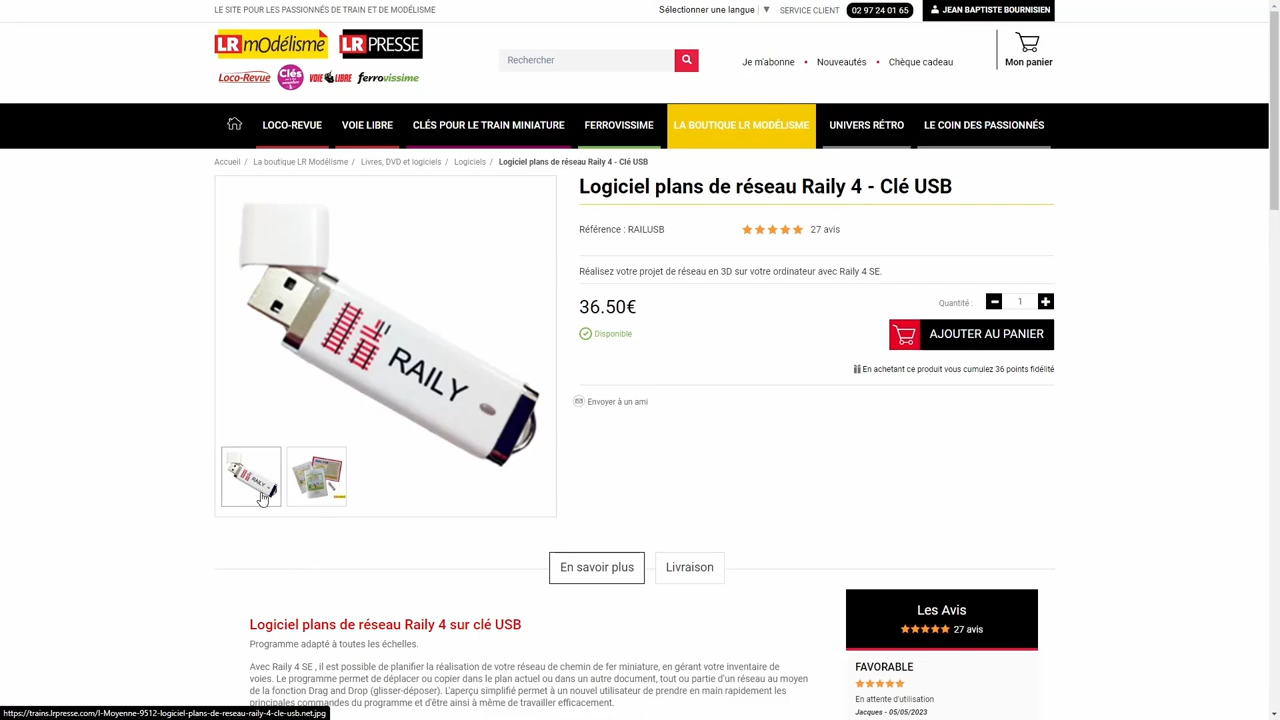 LE SITE POUR LES PASSIONNÉS DE TRAIN ET DE MODÉLISME
Sélectionner une langue ▼
SERVICE CLIENT 02 97 24 01 65
JEAN BAPTISTE BOURNISIEN
LR mOdélisme LR PRESSE
Loco-Revue Clés VOIE LIBRE ferrovissime
Rechercher
Je m'abonne • Nouveautés • Chèque cadeau
Mon panier
LOCO-REVUE VOIE LIBRE CLÉS POUR LE TRAIN MINIATURE FERROVISSIME LA BOUTIQUE LR MODÉLISME UNIVERS RÉTRO LE COIN DES PASSIONNÉS
Accueil / La boutique LR Modélisme / Livres, DVD et logiciels / Logiciels / Logiciel plans de réseau Raily 4 - Clé USB
RAILY
Logiciel plans de réseau Raily 4 - Clé USB
Référence : RAILUSB
27 avis
Réalisez votre projet de réseau en 3D sur votre ordinateur avec Raily 4 SE.
36.50€
Quantité : 1
Disponible
AJOUTER AU PANIER
En achetant ce produit vous cumulez 36 points fidélité
Envoyer à un ami
RAILY
En savoir plus
Livraison
Logiciel plans de réseau Raily 4 sur clé USB
Programme adapté à toutes les échelles.
Avec Raily 4 SE , il est possible de planifier la réalisation de votre réseau de chemin de fer miniature, en gérant votre inventaire de
voies. Le programme permet de déplacer ou copier dans le plan actuel ou dans un autre document, tout ou partie d'un réseau au moyen
de la fonction Drag and Drop (glisser-déposer). L'aperçu simplifié permet à un nouvel utilisateur de prendre en main rapidement les
principales commandes du programme et d'être ainsi à même de travailler efficacement.
Les Avis
27 avis
FAVORABLE
En attente d'utilisation
Jacques - 05/05/2023
https://trains.lrpresse.com/I-Moyenne-9512-logiciel-plans-de-reseau-raily-4-cle-usb.net.jpg